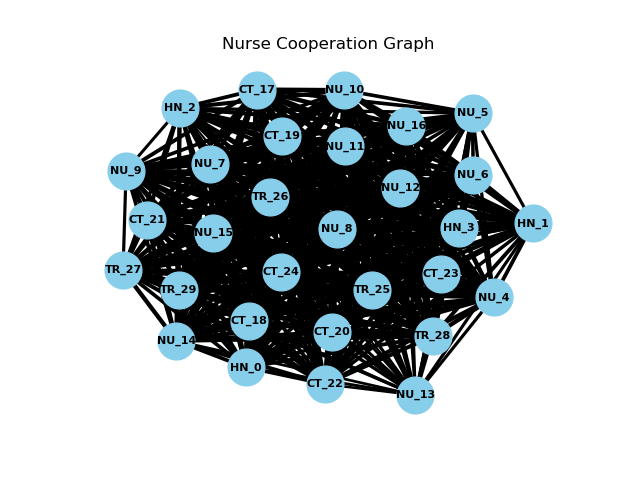 Nurse Cooperation Graph
CT_17
NU_10
HN_2
NU_5
NU_16
CT_19
NU_11
NU_7
NU_9
NU_6
NU_12
TR_26
CT_21
HN_1
HN_3
NU_8
NU_15
TR_27
CT_24
CT_23
TR_29
TR_25
NU_4
CT_18
CT_20
TR_28
NU_14
HN_0
CT_22
NU_13